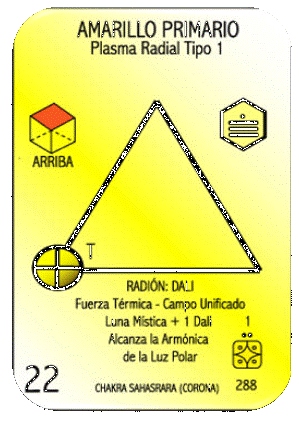 AMARILLO PRIMARIO
Plasma Radial Tipo 1
ARRIBA
T
RADIÓN: DALI
Fuerza Térmica - Campo Unificado
Luna Mística + 1 Dali 1
Alcanza la Armónica
de la Luz Polar
22 CHAKRA SAHASRARA (CORONA) 288